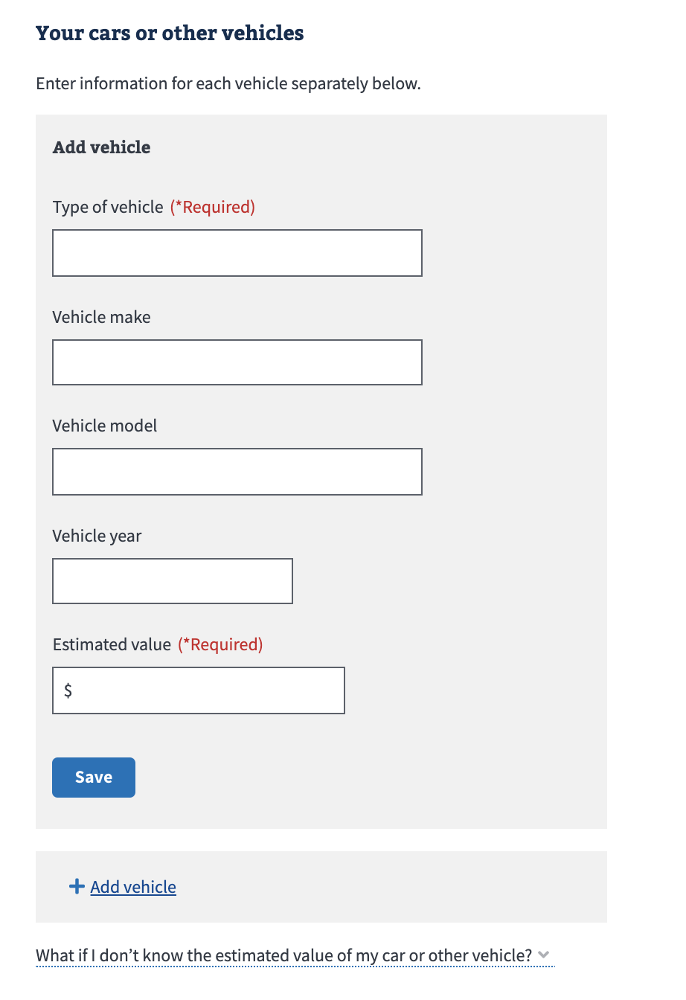 Your cars or other vehicles
Enter information for each vehicle separately below.
Add vehicle
Type of vehicle (*Required)
Vehicle make
Vehicle model
Vehicle year
Estimated value (*Required)
$
Save
+ Add vehicle
What if I don’t know the estimated value of my car or other vehicle?